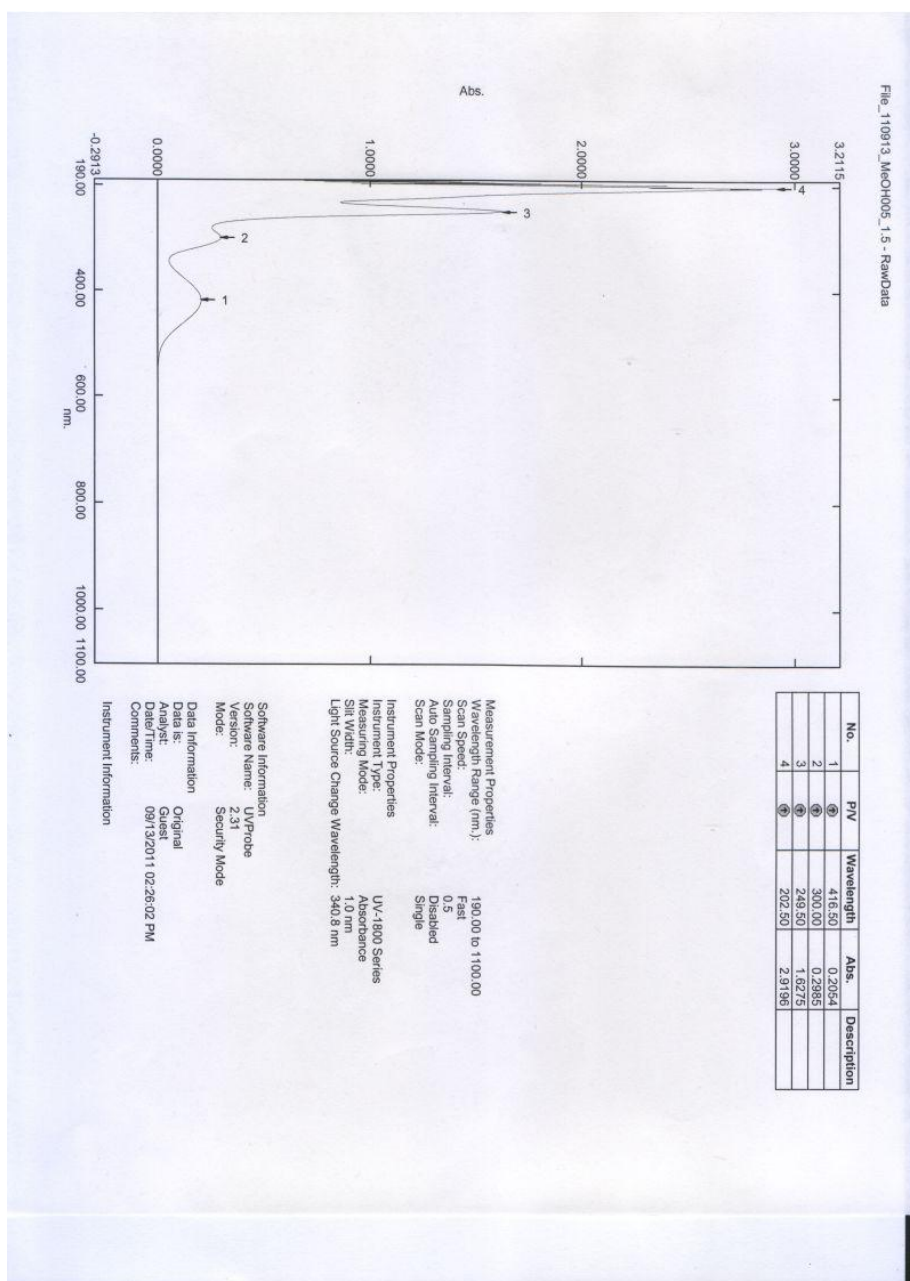 File_110913_MeOH005_1.5 - RawData
Abs.
3.2115
3.0000
2.0000
1.0000
0.0000
-0.2913
190.00
400.00
600.00
800.00
1000.00
1100.00
nm.
1
2
3
4
No. P/V Wavelength Abs. Description
1 416.50 0.2054
2 300.00 0.2985
3 249.50 1.6275
4 202.50 2.9196
Measurement Properties
Wavelength Range (nm.): 190.00 to 1100.00
Scan Speed: Fast
Sampling Interval: 0.5
Auto Sampling Interval: Disabled
Scan Mode: Single
Instrument Properties
Instrument Type: UV-1800 Series
Measuring Mode: Absorbance
Slit Width: 1.0 nm
Light Source Change Wavelength: 340.8 nm
Software Information
Software Name: UVProbe
Version: 2.31
Mode: Security Mode
Data Information
Data is: Original
Analyst: Guest
Date/Time: 09/13/2011 02:26:02 PM
Comments:
Instrument Information